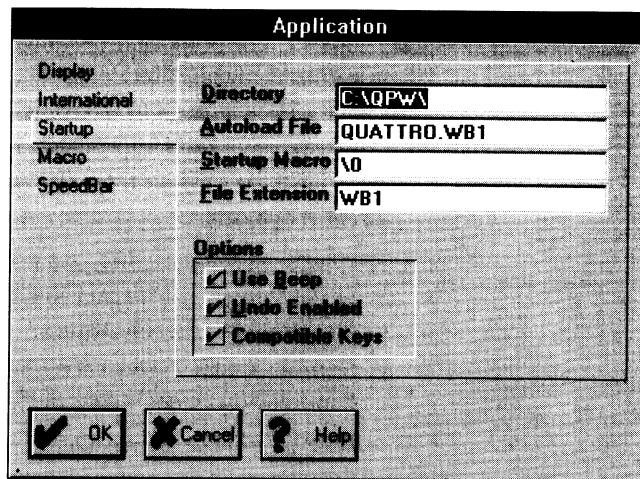 Application
Display
International
Startup
Macro
SpeedBar
Directory C:\QPW\
Autoload File QUATTRO.WB1
Startup Macro \0
File Extension WB1
Options
Use Beep
Undo Enabled
Compatible Keys
OK
Cancel
Help